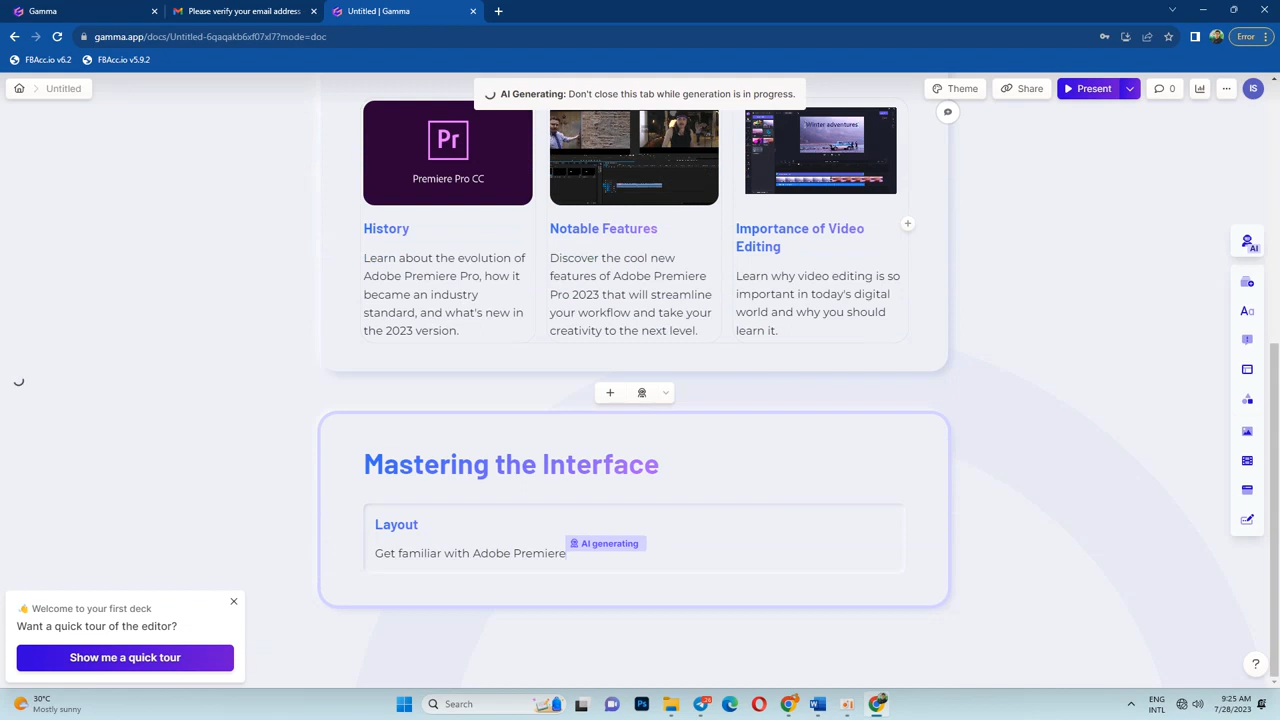 Gamma
Please verify your email address
Untitled | Gamma
gamma.app/docs/Untitled-6qaqakb6xf07xl7?mode=doc
Error
FBAcc.io v6.2
FBAcc.io v5.9.2
Untitled
AI Generating: Don't close this tab while generation is in progress.
Theme
Share
Present
0
IS
Pr
Premiere Pro CC
Winter adventures
History
Learn about the evolution of
Adobe Premiere Pro, how it
became an industry
standard, and what's new in
the 2023 version.
Notable Features
Discover the cool new
features of Adobe Premiere
Pro 2023 that will streamline
your workflow and take your
creativity to the next level.
Importance of Video
Editing
Learn why video editing is so
important in today's digital
world and why you should
learn it.
AI
Mastering the Interface
Layout
Get familiar with Adobe Premiere
AI generating
Welcome to your first deck
Want a quick tour of the editor?
Show me a quick tour
?
30°C
Mostly sunny
Search
Ps
ENG
INTL
9:25 AM
7/28/2023